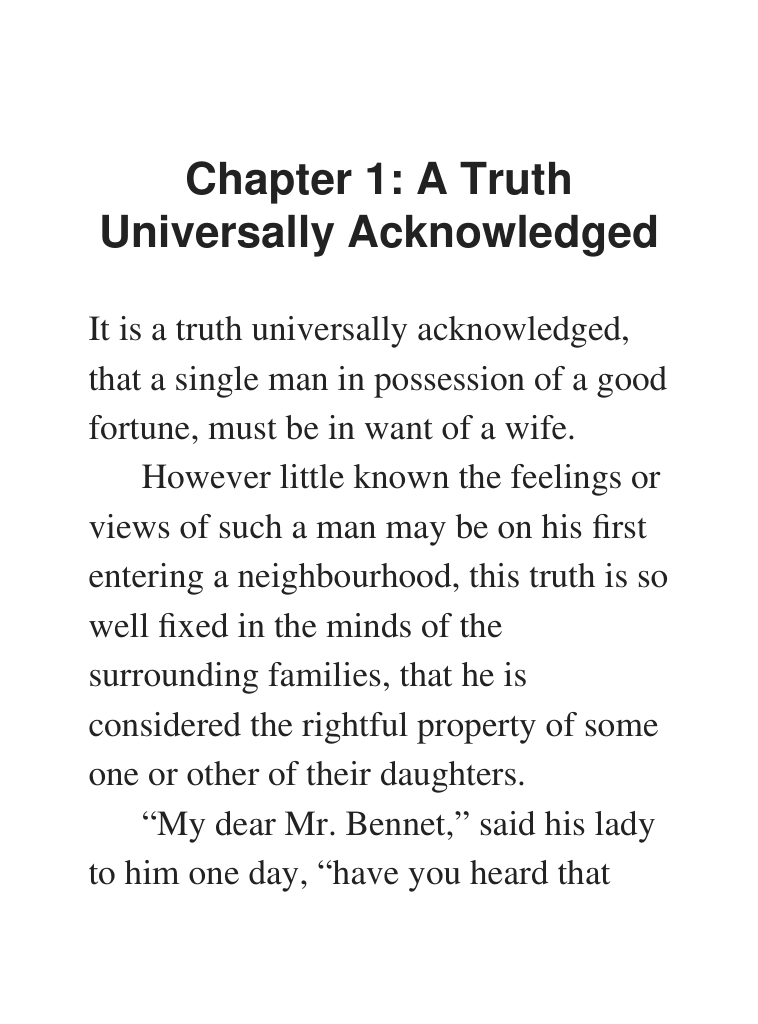 Chapter 1: A Truth
Universally Acknowledged
It is a truth universally acknowledged,
that a single man in possession of a good
fortune, must be in want of a wife.
However little known the feelings or
views of such a man may be on his first
entering a neighbourhood, this truth is so
well fixed in the minds of the
surrounding families, that he is
considered the rightful property of some
one or other of their daughters.
“My dear Mr. Bennet,” said his lady
to him one day, “have you heard that